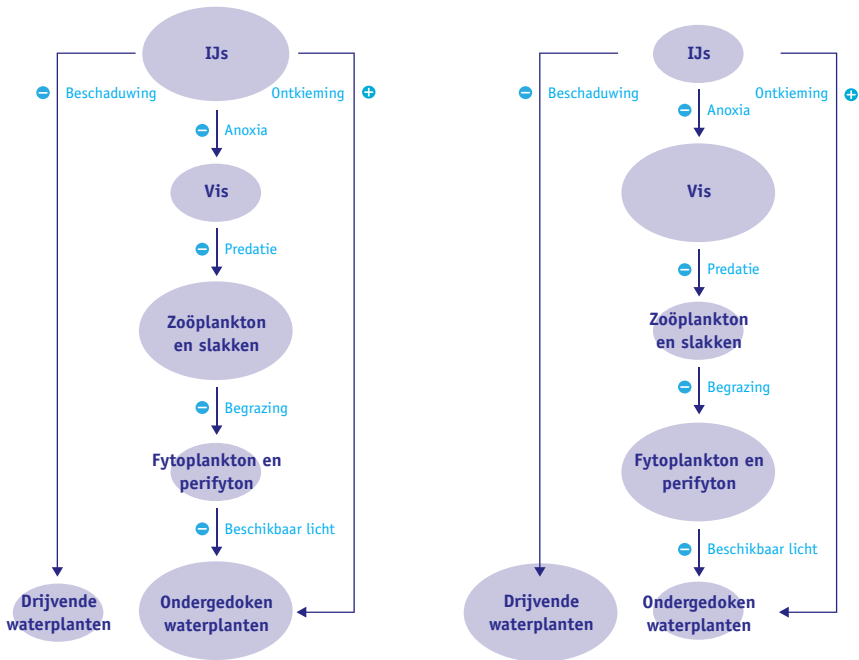 IJs
− Beschaduwing
Ontkieming +
− Anoxia
Vis
− Predatie
Zoöplankton
en slakken
− Begrazing
Fytoplankton en
perifyton
− Beschikbaar licht
Drijvende
waterplanten
Ondergedoken
waterplanten
IJs
− Beschaduwing
Ontkieming +
− Anoxia
Vis
− Predatie
Zoöplankton
en slakken
− Begrazing
Fytoplankton en
perifyton
− Beschikbaar licht
Drijvende
waterplanten
Ondergedoken
waterplanten